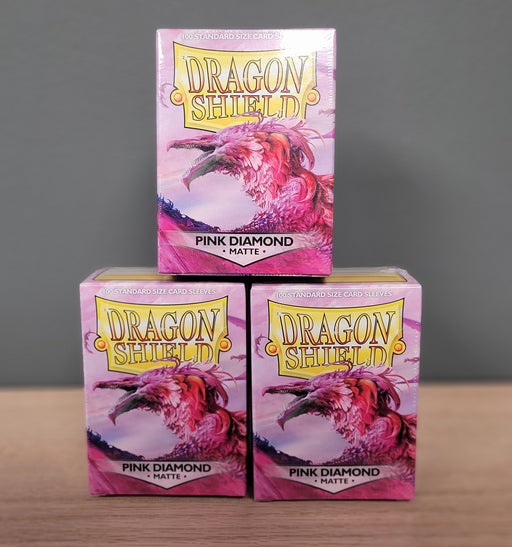 100 STANDARD SIZE CARD
DRAGON
SHIELD
PINK DIAMOND
• MATTE •
100 STANDARD SIZE CARD SLEEVES
DRAGON
SHIELD
PINK DIAMOND
• MATTE •
100 STANDARD SIZE CARD SLEEVES
DRAGON
SHIELD
PINK DIAMOND
• MATTE •